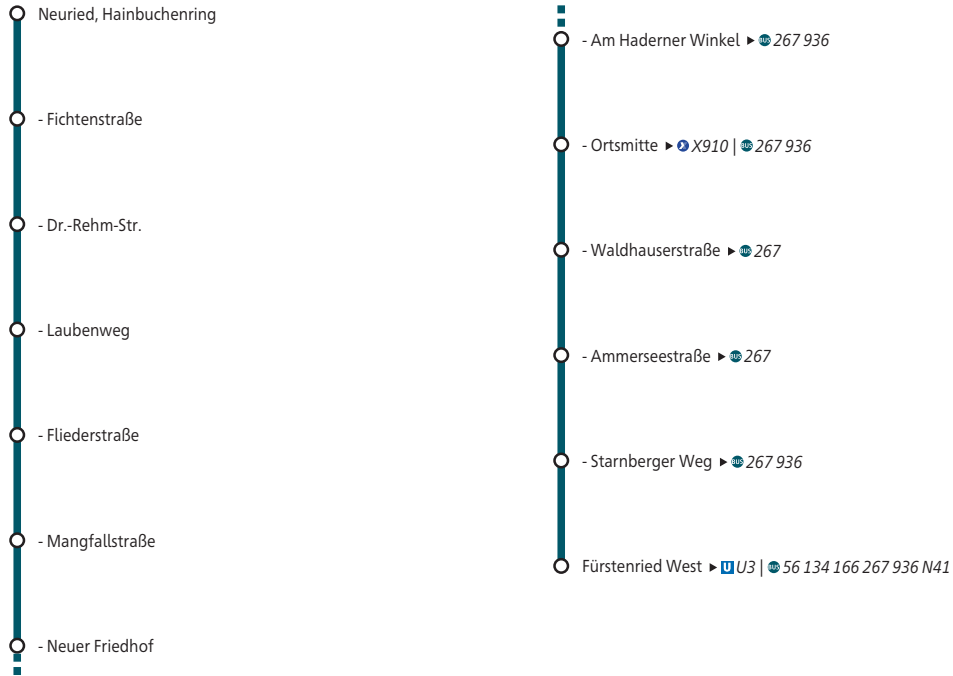 Neuried, Hainbuchenring
- Fichtenstraße
- Dr.-Rehm-Str.
- Laubenweg
- Fliederstraße
- Mangfallstraße
- Neuer Friedhof
- Am Haderner Winkel ▸ BUS 267 936
- Ortsmitte ▸ X X910 | BUS 267 936
- Waldhauserstraße ▸ BUS 267
- Ammerseestraße ▸ BUS 267
- Starnberger Weg ▸ BUS 267 936
Fürstenried West ▸ U U3 | BUS 56 134 166 267 936 N41